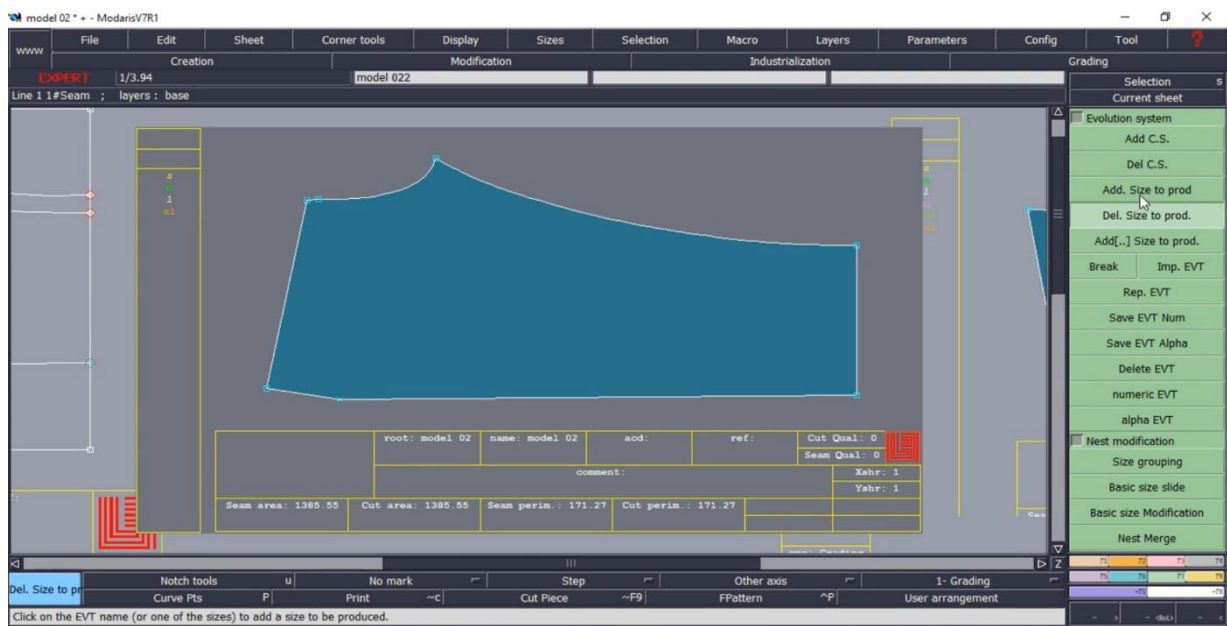 model 02 * + - ModarisV7R1
www File Edit Sheet Corner tools Display Sizes Selection Macro Layers Parameters Config Tool ?
Creation Modification Industrialization Grading
EXPERT 1/3.94 model 022
Selection s
Line 1 1#Seam ; layers : base
Current sheet
Evolution system
Add C.S.
Del C.S.
Add. Size to prod
Del. Size to prod.
Add[..] Size to prod.
Break Imp. EVT
Rep. EVT
Save EVT Num
Save EVT Alpha
Delete EVT
numeric EVT
alpha EVT
Nest modification
Size grouping
Basic size slide
Basic size Modification
Nest Merge
s
l
xl
root: model 02 name: model 02 acd: ref: Cut Qual: 0
Seam Qual: 0
comment: Xshr: 1
Yshr: 1
Seam area: 1385.55 Cut area: 1385.55 Seam perim.: 171.27 Cut perim.: 171.27
Z
Del. Size to pr
Notch tools u No mark Step Other axis 1- Grading
Curve Pts P Print ~c Cut Piece ~F9 FPattern ^P User arrangement
Click on the EVT name (or one of the sizes) to add a size to be produced.